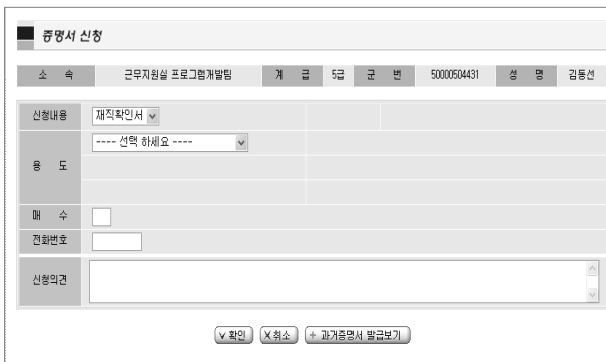 증명서 신청
소 속 근무지원실 프로그램개발팀 계 급 5급 군 번 50000504431 성 명 김동선
신청내용 재직확인서
용 도 ---- 선택 하세요 ----
매 수
전화번호
신청의견
확인 취소 과거증명서 발급보기